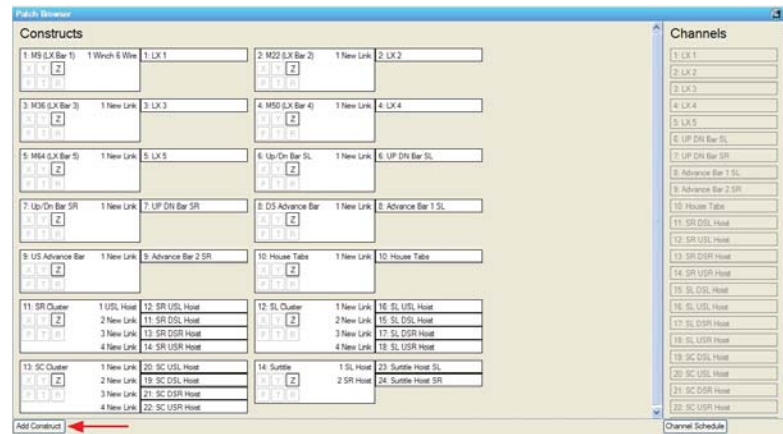 Patch Browser
Constructs
Channels
1: M9 (LX Bar 1) 1 Winch 6 Wire 1: LX 1
X Y Z
P T R
2: M22 (LX Bar 2) 1 New Link 2: LX 2
X Y Z
P T R
3: M36 (LX Bar 3) 1 New Link 3: LX 3
X Y Z
P T R
4: M50 (LX Bar 4) 1 New Link 4: LX 4
X Y Z
P T R
5: M64 (LX Bar 5) 1 New Link 5: LX 5
X Y Z
P T R
6: Up/Dn Bar SL 1 New Link 6: UP DN Bar SL
X Y Z
P T R
7: Up/Dn Bar SR 1 New Link 7: UP DN Bar SR
X Y Z
P T R
8: DS Advance Bar 1 New Link 8: Advance Bar 1 SL
X Y Z
P T R
9: US Advance Bar 1 New Link 9: Advance Bar 2 SR
X Y Z
P T R
10: House Tabs 1 New Link 10: House Tabs
X Y Z
P T R
11: SR Cluster 1 USL Hoist 12: SR USL Hoist
X Y Z 2 New Link 11: SR DSL Hoist
P T R 3 New Link 13: SR DSR Hoist
4 New Link 14: SR USR Hoist
12: SL Cluster 1 New Link 16: SL USL Hoist
X Y Z 2 New Link 15: SL DSL Hoist
P T R 3 New Link 17: SL DSR Hoist
4 New Link 18: SL USR Hoist
13: SC Cluster 1 New Link 20: SC USL Hoist
X Y Z 2 New Link 19: SC DSL Hoist
P T R 3 New Link 21: SC DSR Hoist
4 New Link 22: SC USR Hoist
14: Surtitle 1 SL Hoist 23: Surtitle Hoist SL
X Y Z 2 SR Hoist 24: Surtitle Hoist SR
P T R
1: LX 1
2: LX 2
3: LX 3
4: LX 4
5: LX 5
6: UP DN Bar SL
7: UP DN Bar SR
8: Advance Bar 1 SL
9: Advance Bar 2 SR
10: House Tabs
11: SR DSL Hoist
12: SR USL Hoist
13: SR DSR Hoist
14: SR USR Hoist
15: SL DSL Hoist
16: SL USL Hoist
17: SL DSR Hoist
18: SL USR Hoist
19: SC DSL Hoist
20: SC USL Hoist
21: SC DSR Hoist
22: SC USR Hoist
Add Construct
Channel Schedule